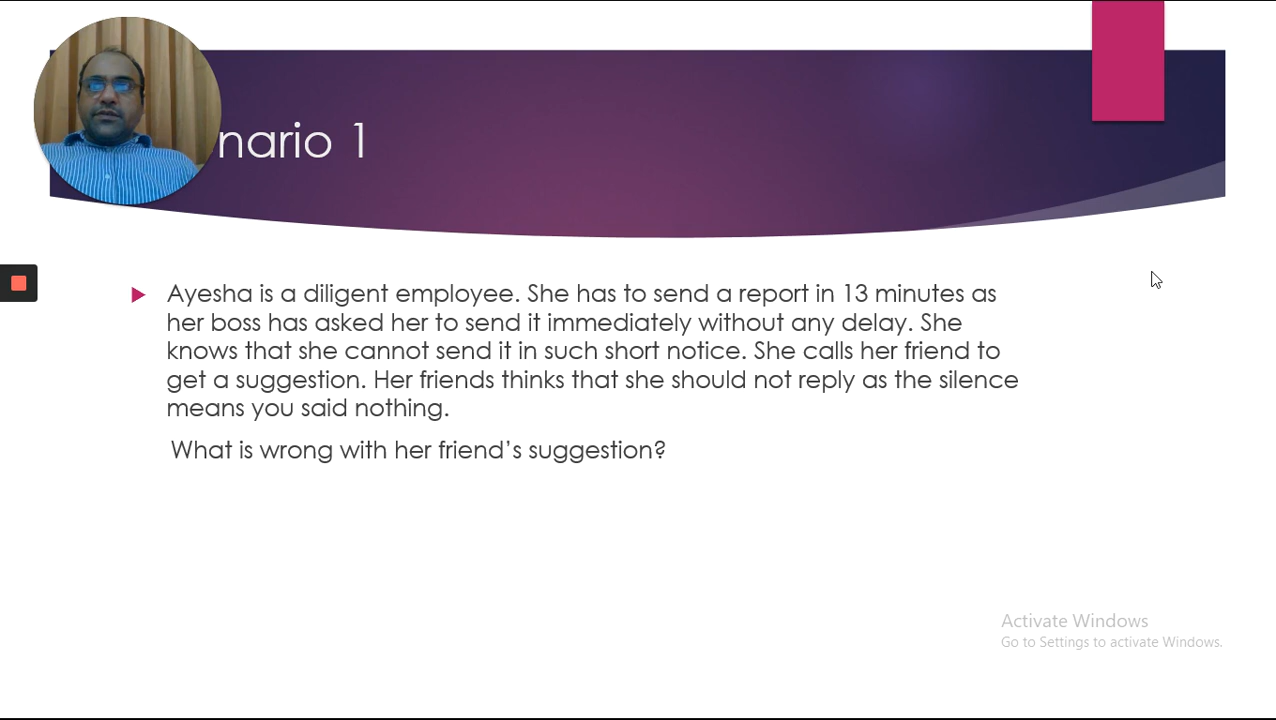 nario 1
Ayesha is a diligent employee. She has to send a report in 13 minutes as
her boss has asked her to send it immediately without any delay. She
knows that she cannot send it in such short notice. She calls her friend to
get a suggestion. Her friends thinks that she should not reply as the silence
means you said nothing.
What is wrong with her friend’s suggestion?
Activate Windows
Go to Settings to activate Windows.